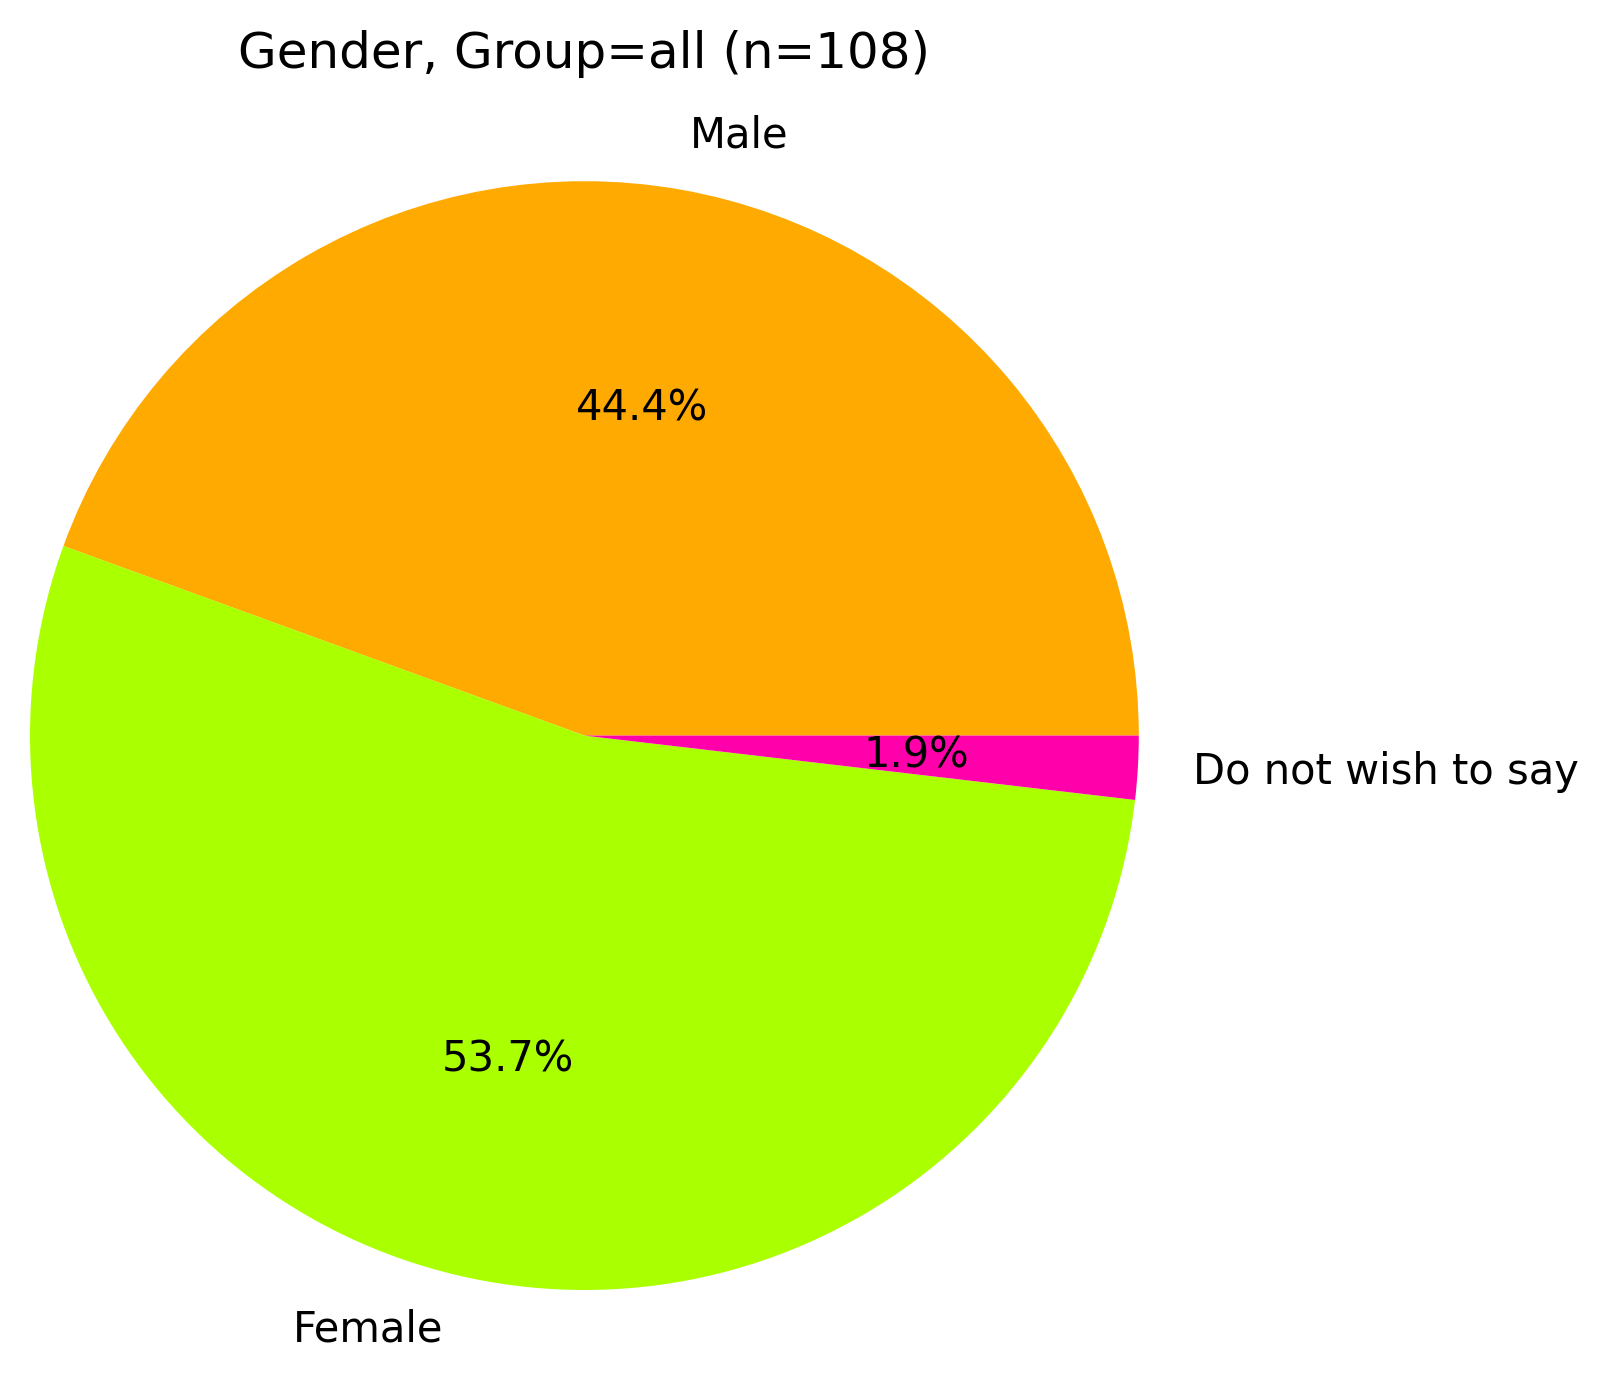 Gender, Group=all (n=108)
Male
44.4%
1.9%
Do not wish to say
53.7%
Female